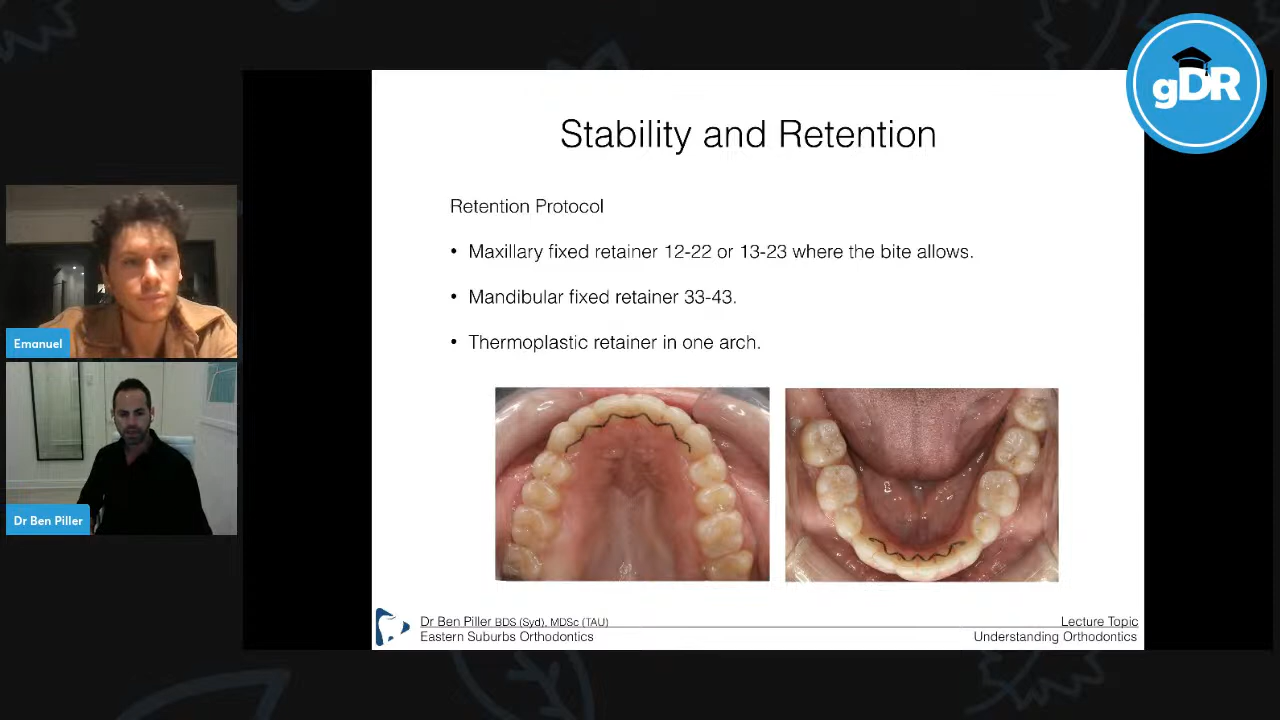 gDR
Stability and Retention
Retention Protocol
• Maxillary fixed retainer 12-22 or 13-23 where the bite allows.
• Mandibular fixed retainer 33-43.
• Thermoplastic retainer in one arch.
Emanuel
Dr Ben Piller
Dr Ben Piller BDS (Syd), MDSc (TAU)
Eastern Suburbs Orthodontics
Lecture Topic
Understanding Orthodontics